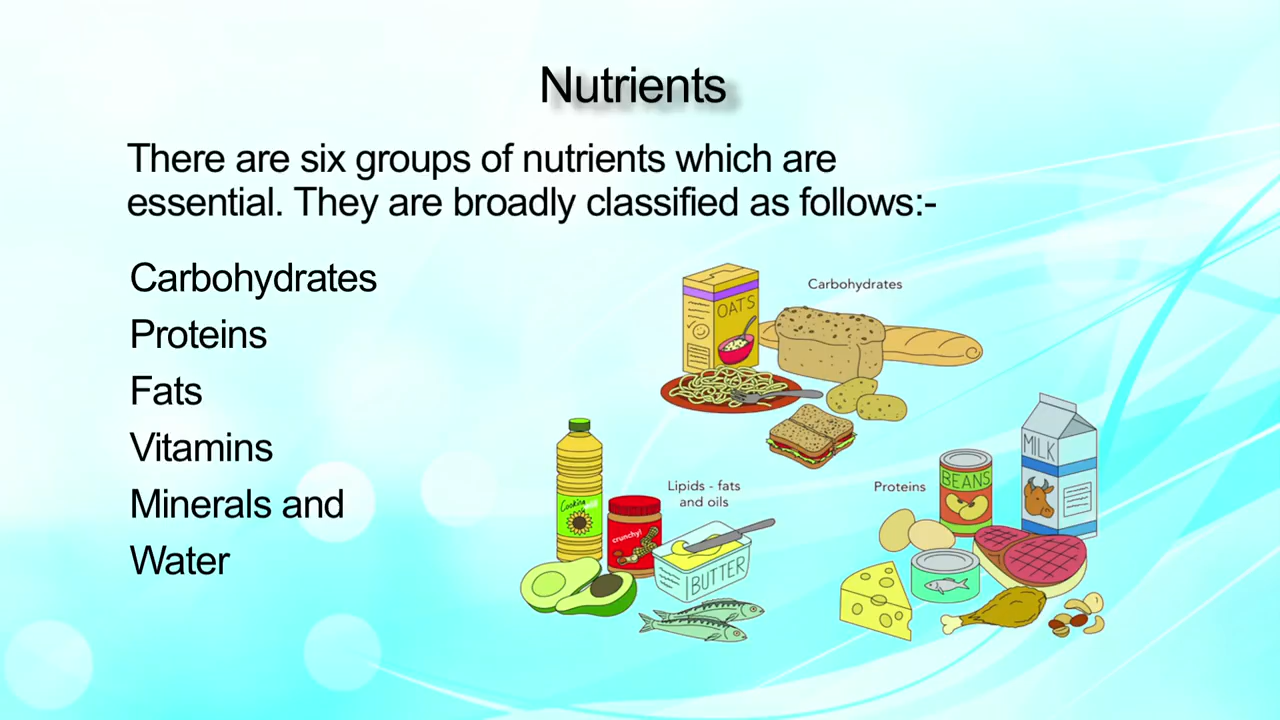 Nutrients
There are six groups of nutrients which are
essential. They are broadly classified as follows:-
Carbohydrates
Proteins
Fats
Vitamins
Minerals and
Water
Carbohydrates
OATS
Lipids - fats
and oils
Cooking
crunchy!
BUTTER
Proteins
BEANS
MILK